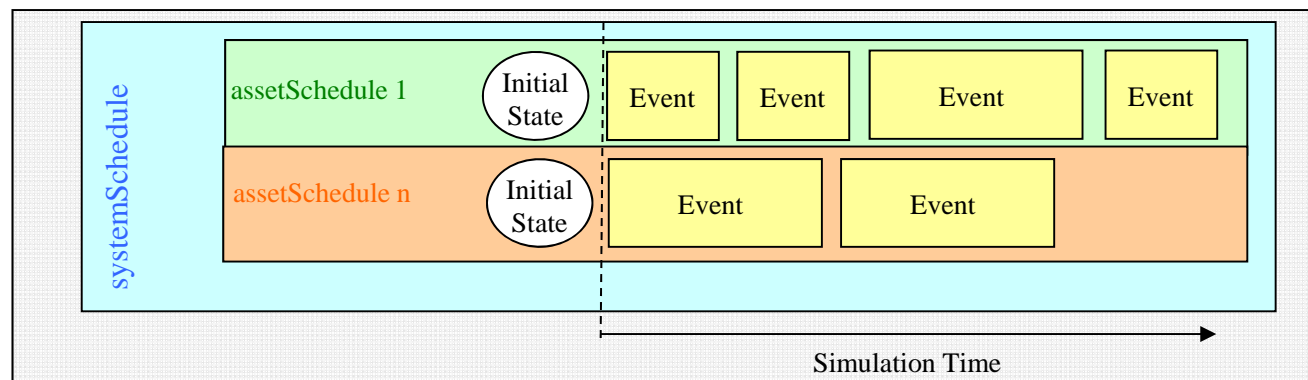 systemSchedule
assetSchedule 1
Initial
State
Event
Event
Event
Event
assetSchedule n
Initial
State
Event
Event
Simulation Time